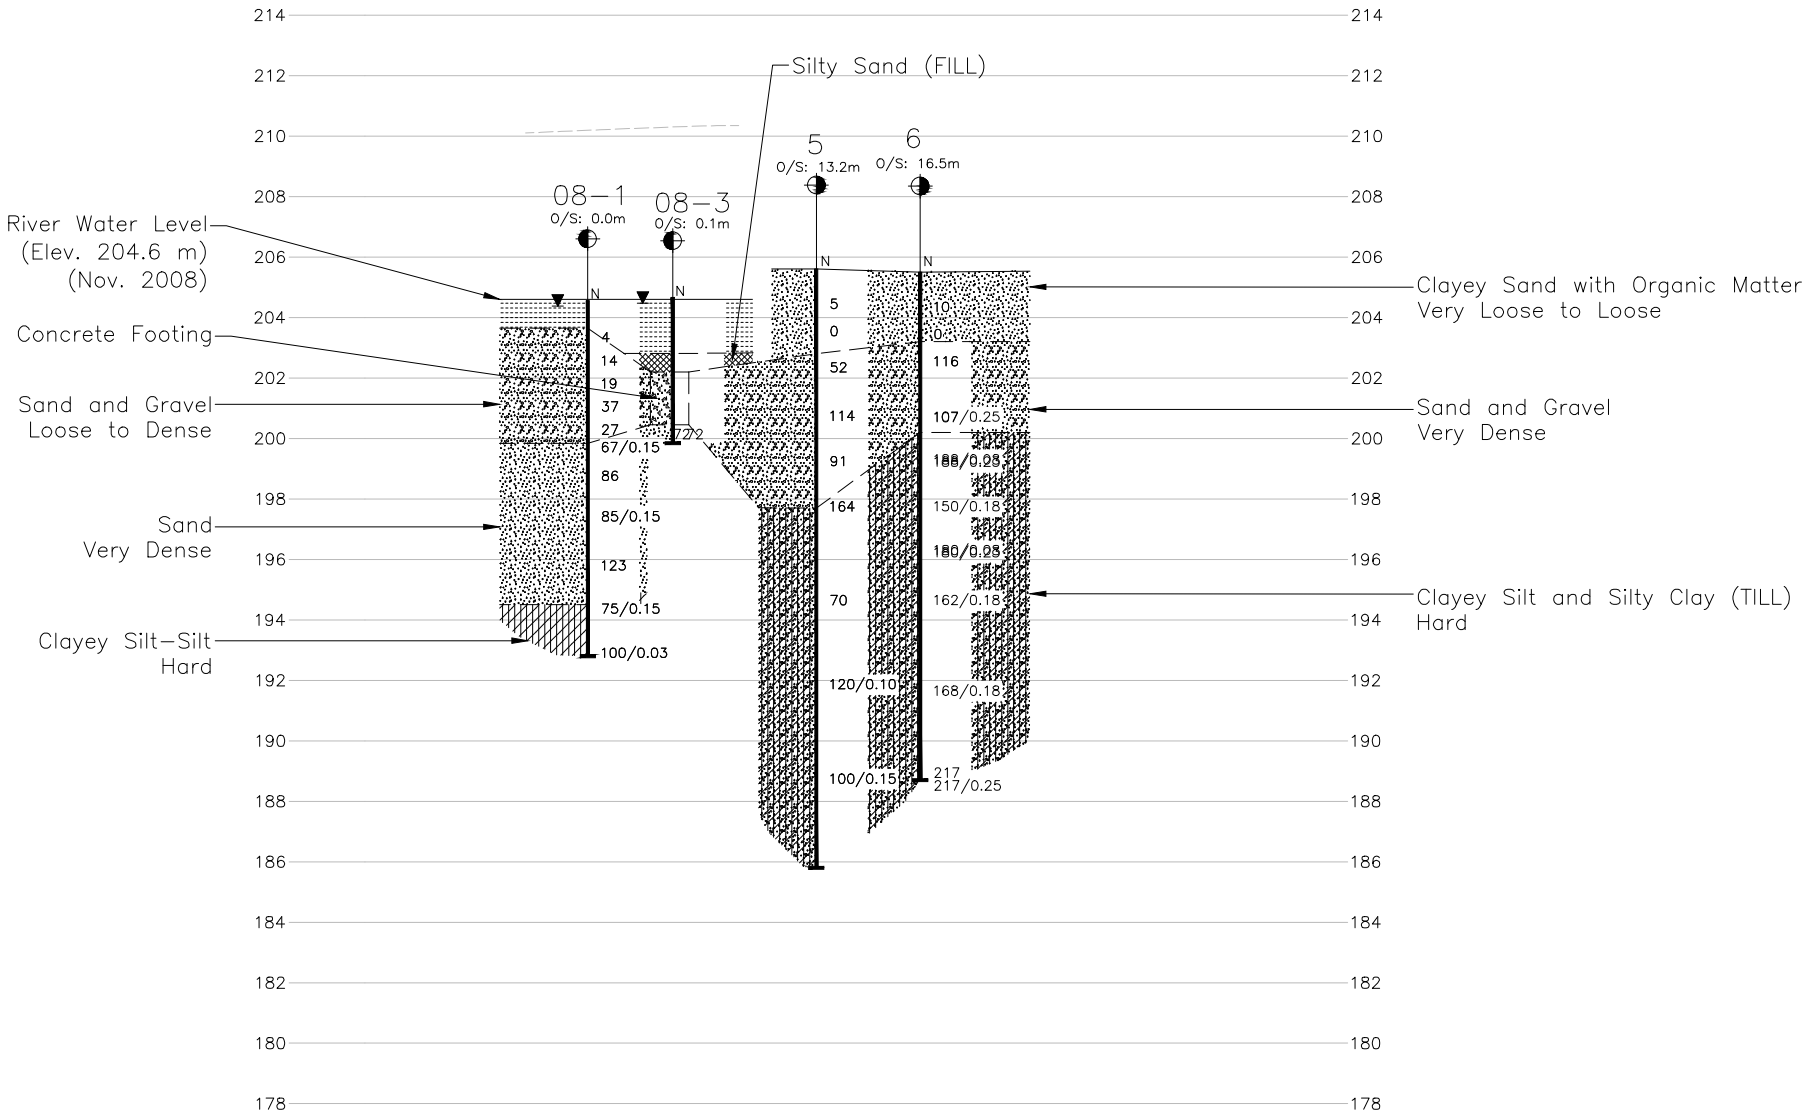 214
214
Silty Sand (FILL)
212
212
210
210
5
O/S: 13.2m
6
O/S: 16.5m
208
208
08-1
O/S: 0.0m
08-3
O/S: 0.1m
River Water Level
(Elev. 204.6 m)
(Nov. 2008)
206
206
N
N
N
N
Clayey Sand with Organic Matter
Very Loose to Loose
204
204
Concrete Footing
4
14
19
37
27
67/0.15
86
85/0.15
123
75/0.15
100/0.03
72/2
5
0
52
114
91
164
70
120/0.10
100/0.15
10
0
116
107/0.25
150/0.18
162/0.18
168/0.18
217
217/0.25
202
202
Sand and Gravel
Loose to Dense
Sand and Gravel
Very Dense
200
200
198
198
Sand
Very Dense
196
196
Clayey Silt and Silty Clay (TILL)
Hard
194
194
Clayey Silt-Silt
Hard
192
192
190
190
188
188
186
186
184
184
182
182
180
180
178
178